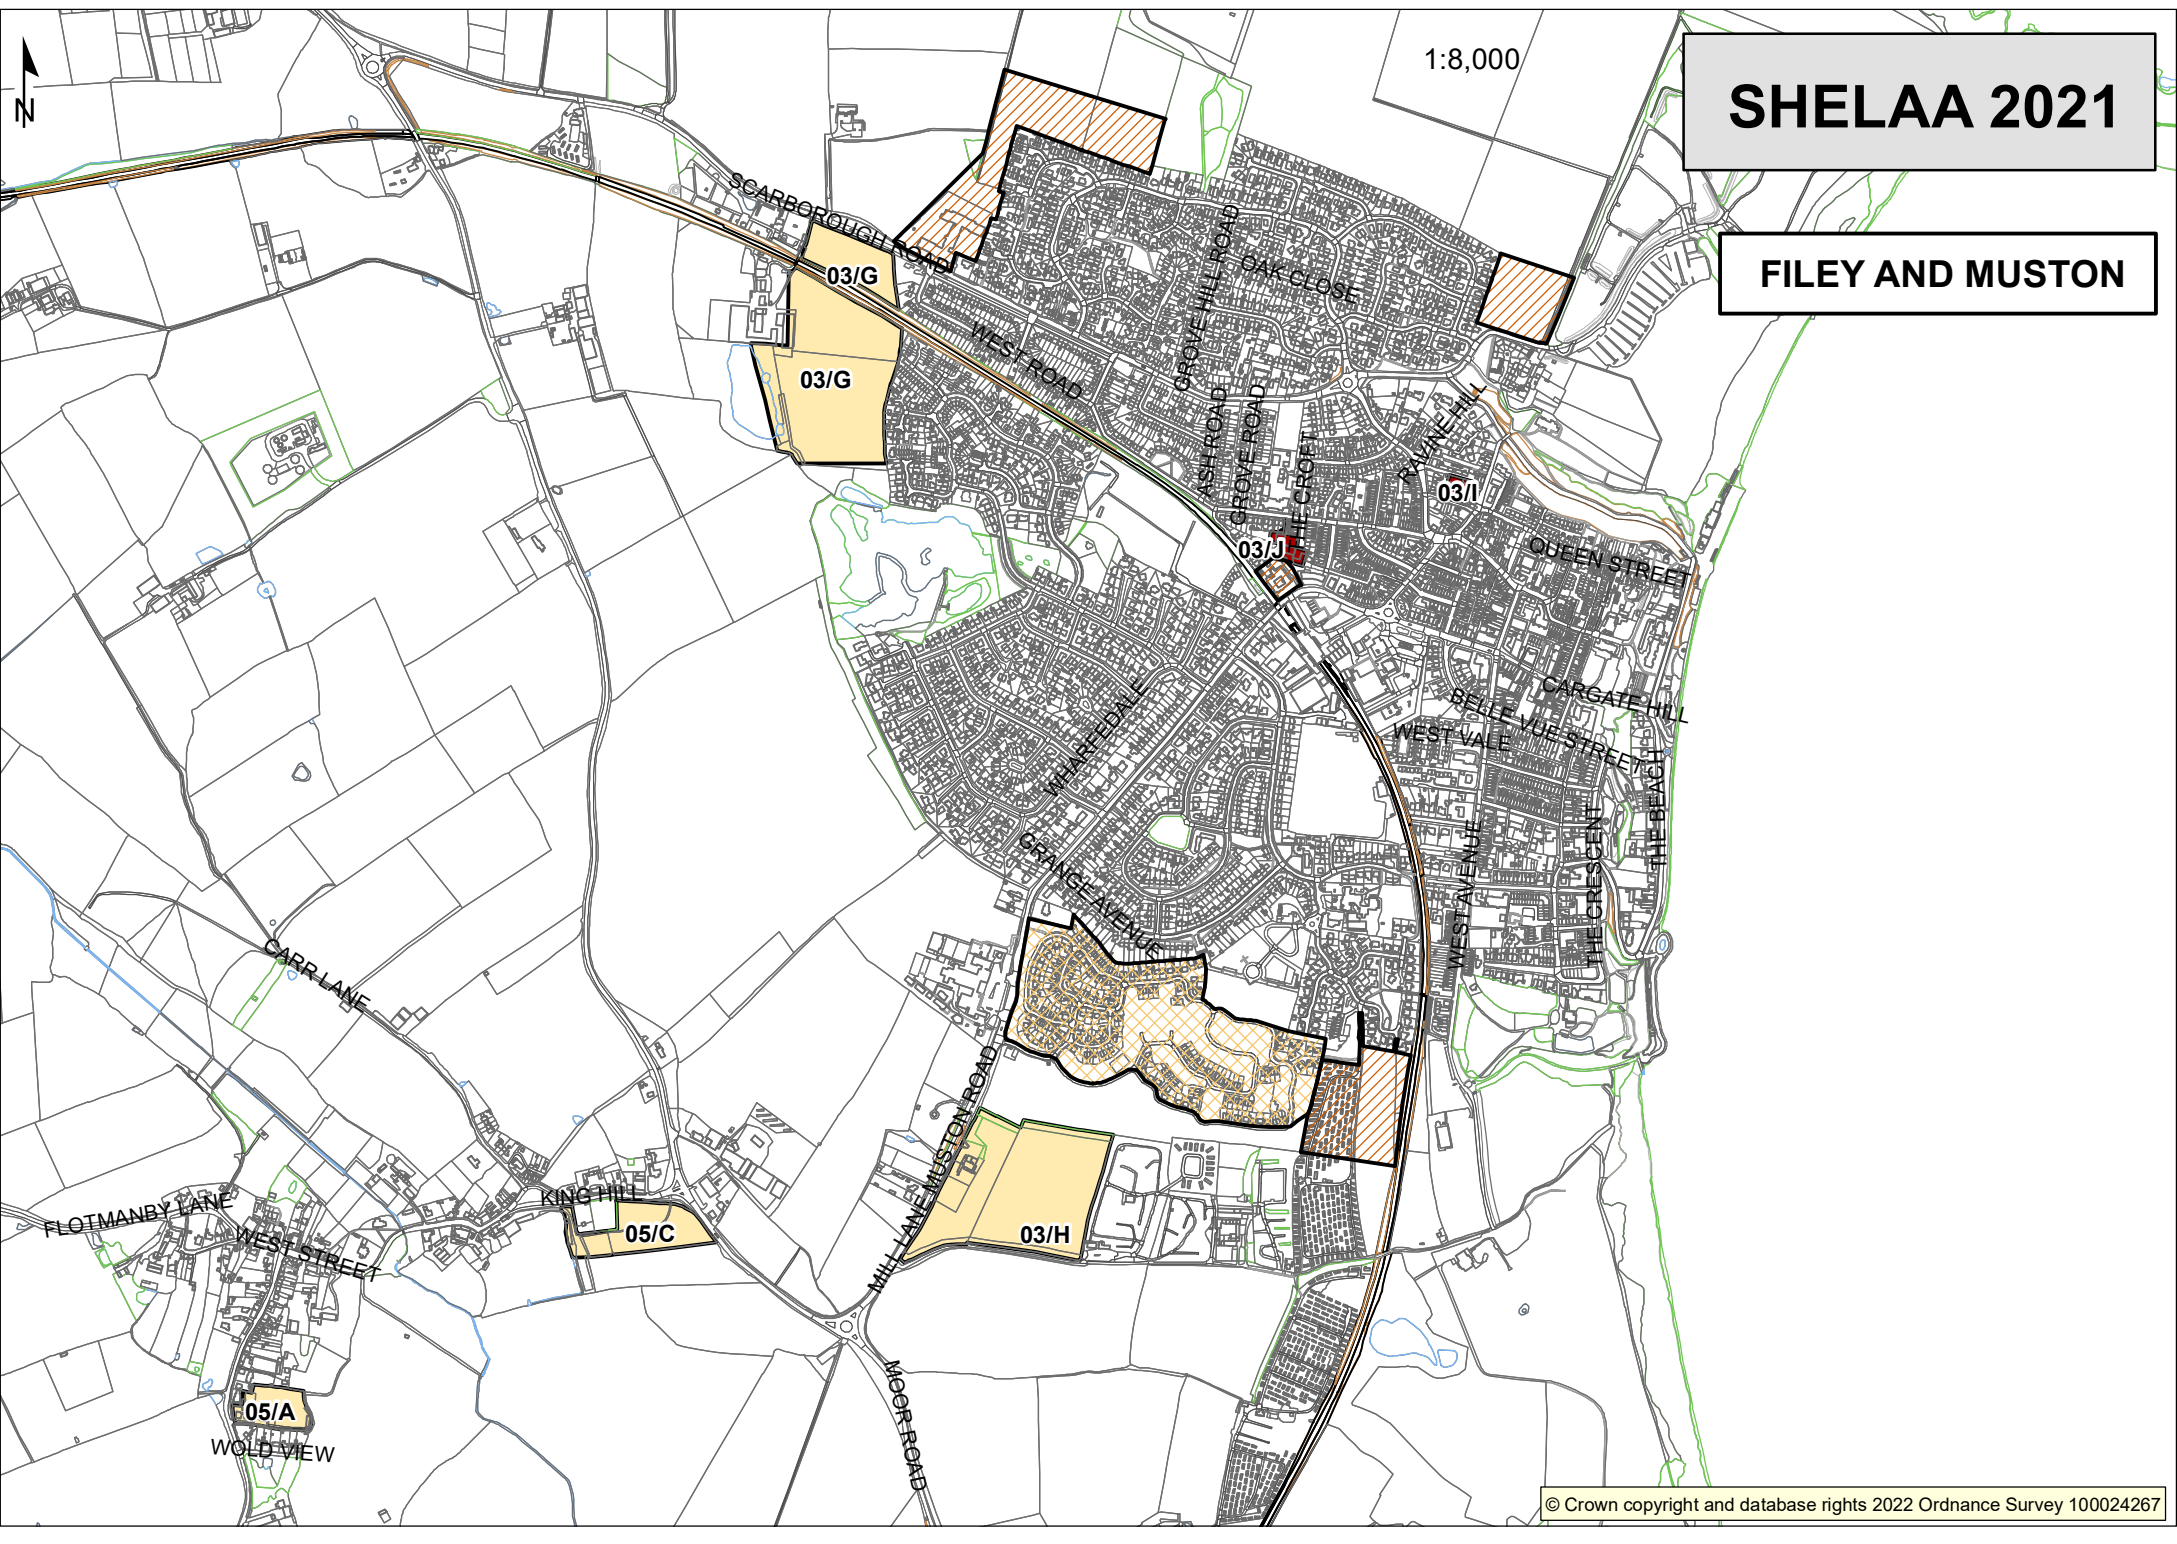 1:8,000
SHELAA 2021
N
FILEY AND MUSTON
SCARBOROUGH ROAD
03/G
GROVE HILL ROAD
OAK CLOSE
WEST ROAD
03/G
RAVINE HILL
ASH ROAD
GROVE ROAD
THE CROFT
03/I
03/J
QUEEN STREET
CARGATE HILL
BELLE VUE STREET
WEST VALE
WHARFEDALE
THE BEACH
GRANGE AVENUE
WEST AVENUE
THE CRESCENT
CARR LANE
MUSTON ROAD
KING HILL
FLOTMANBY LANE
05/C
03/H
WEST STREET
MILL LANE
MOOR ROAD
05/A
WOLD VIEW
© Crown copyright and database rights 2022 Ordnance Survey 100024267